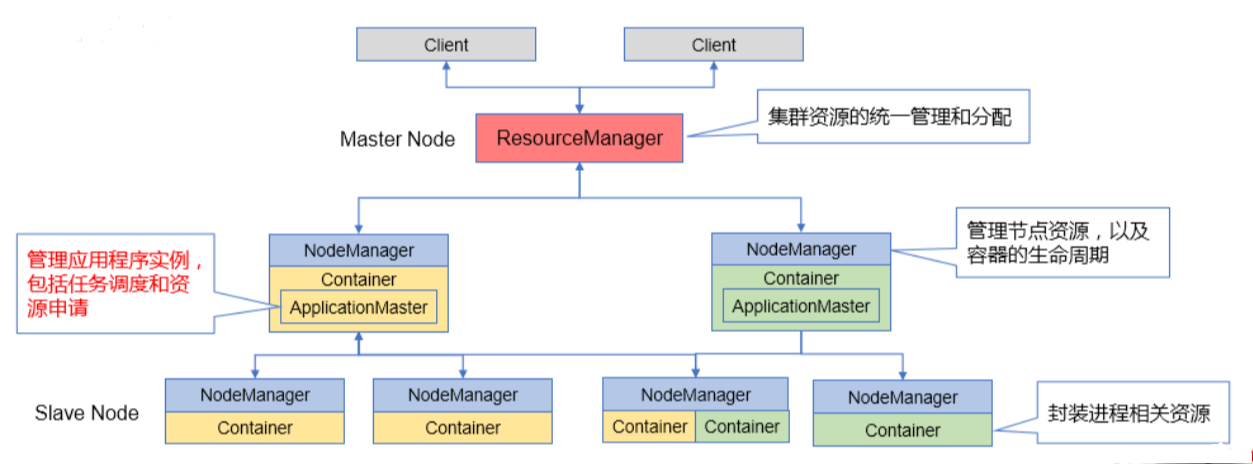 Client
Client
Master Node
ResourceManager
集群资源的统一管理和分配
管理应用程序实例，
包括任务调度和资
源申请
NodeManager
Container
ApplicationMaster
NodeManager
Container
ApplicationMaster
管理节点资源，以及
容器的生命周期
Slave Node
NodeManager
Container
NodeManager
Container
NodeManager
Container
Container
NodeManager
Container
封装进程相关资源